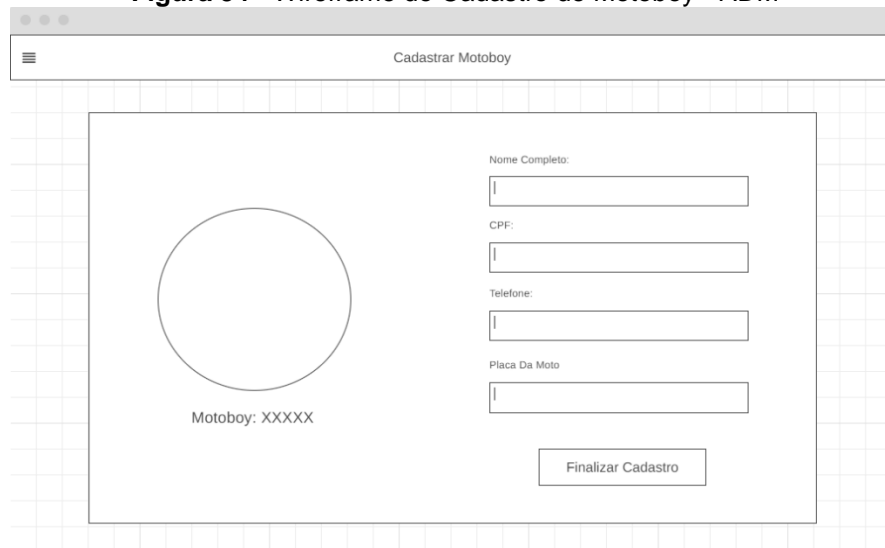 Cadastrar Motoboy
Nome Completo:
CPF:
Telefone:
Placa Da Moto
Motoboy: XXXXX
Finalizar Cadastro